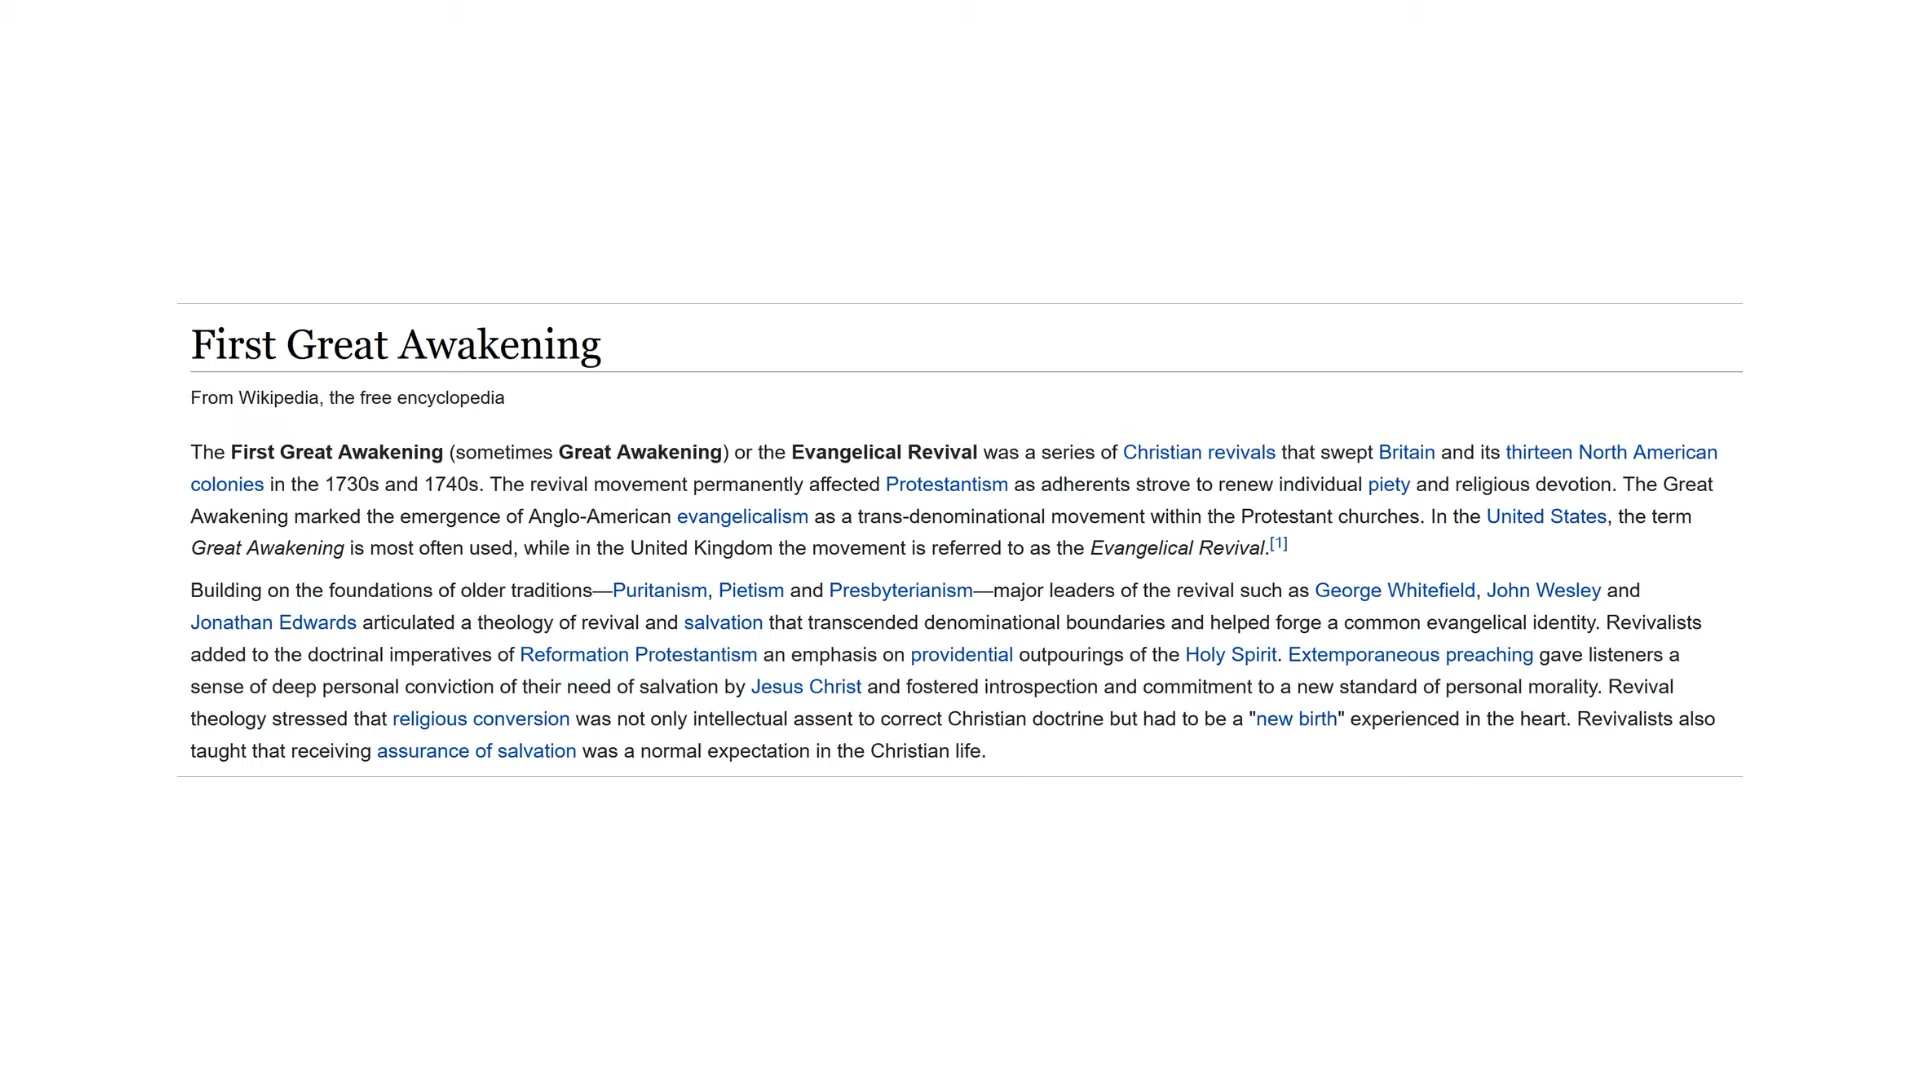 First Great Awakening
From Wikipedia, the free encyclopedia
The First Great Awakening (sometimes Great Awakening) or the Evangelical Revival was a series of Christian revivals that swept Britain and its thirteen North American
colonies in the 1730s and 1740s. The revival movement permanently affected Protestantism as adherents strove to renew individual piety and religious devotion. The Great
Awakening marked the emergence of Anglo-American evangelicalism as a trans-denominational movement within the Protestant churches. In the United States, the term
Great Awakening is most often used, while in the United Kingdom the movement is referred to as the Evangelical Revival.[1]
Building on the foundations of older traditions—Puritanism, Pietism and Presbyterianism—major leaders of the revival such as George Whitefield, John Wesley and
Jonathan Edwards articulated a theology of revival and salvation that transcended denominational boundaries and helped forge a common evangelical identity. Revivalists
added to the doctrinal imperatives of Reformation Protestantism an emphasis on providential outpourings of the Holy Spirit. Extemporaneous preaching gave listeners a
sense of deep personal conviction of their need of salvation by Jesus Christ and fostered introspection and commitment to a new standard of personal morality. Revival
theology stressed that religious conversion was not only intellectual assent to correct Christian doctrine but had to be a "new birth" experienced in the heart. Revivalists also
taught that receiving assurance of salvation was a normal expectation in the Christian life.